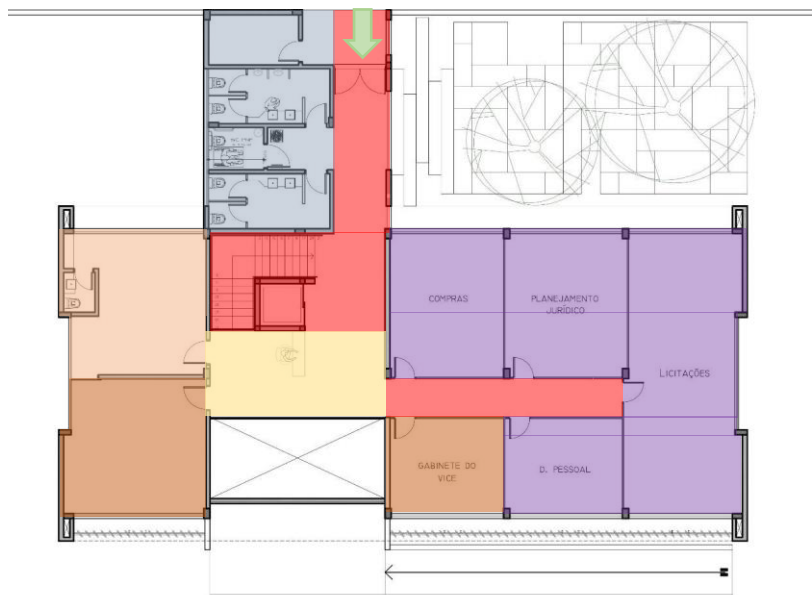 COMPRAS
PLANEJAMENTO
JURÍDICO
LICITAÇÕES
GABINETE DO
VICE
D. PESSOAL